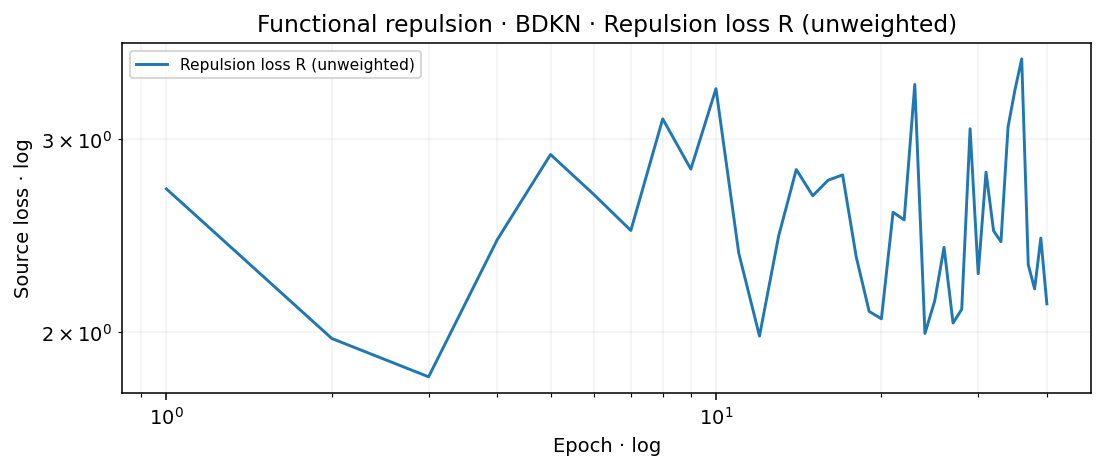 Functional repulsion · BDKN · Repulsion loss R (unweighted)
Repulsion loss R (unweighted)
Source loss · log
3 × 10⁰
2 × 10⁰
10⁰
10¹
Epoch · log